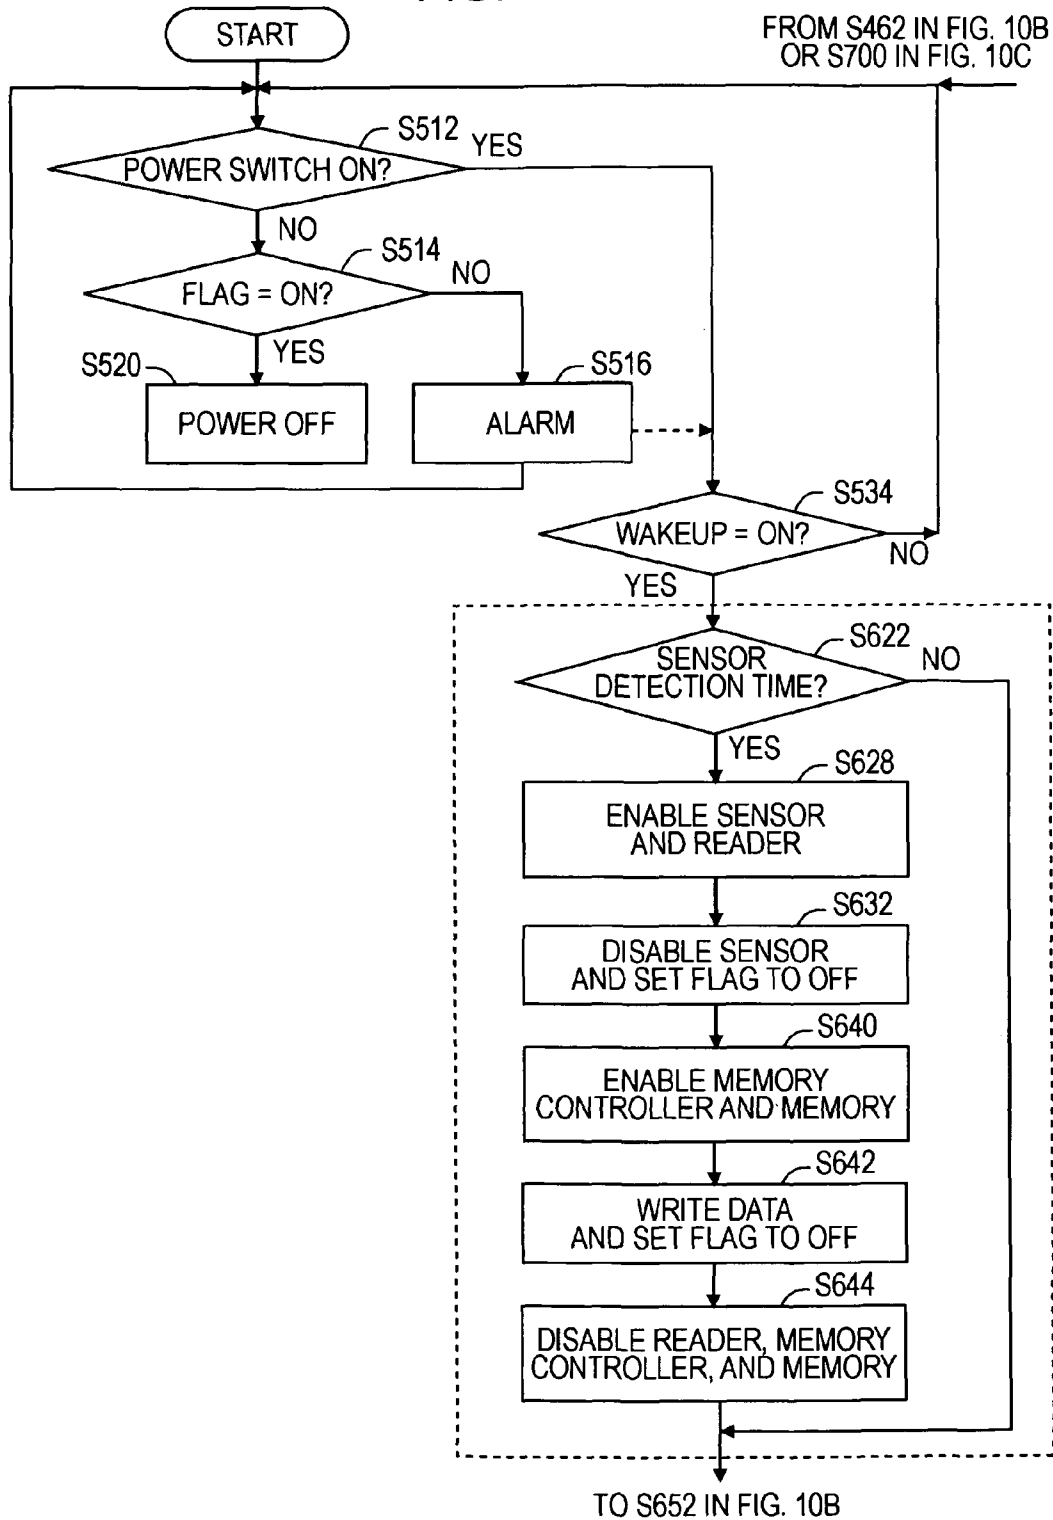 START
FROM S462 IN FIG. 10B
OR S700 IN FIG. 10C
S512
POWER SWITCH ON?
YES
NO
S514
FLAG = ON?
NO
YES
S520
POWER OFF
S516
ALARM
S534
WAKEUP = ON?
NO
YES
S622
SENSOR
DETECTION TIME?
NO
YES
S628
ENABLE SENSOR
AND READER
S632
DISABLE SENSOR
AND SET FLAG TO OFF
S640
ENABLE MEMORY
CONTROLLER AND MEMORY
S642
WRITE DATA
AND SET FLAG TO OFF
S644
DISABLE READER, MEMORY
CONTROLLER, AND MEMORY
TO S652 IN FIG. 10B